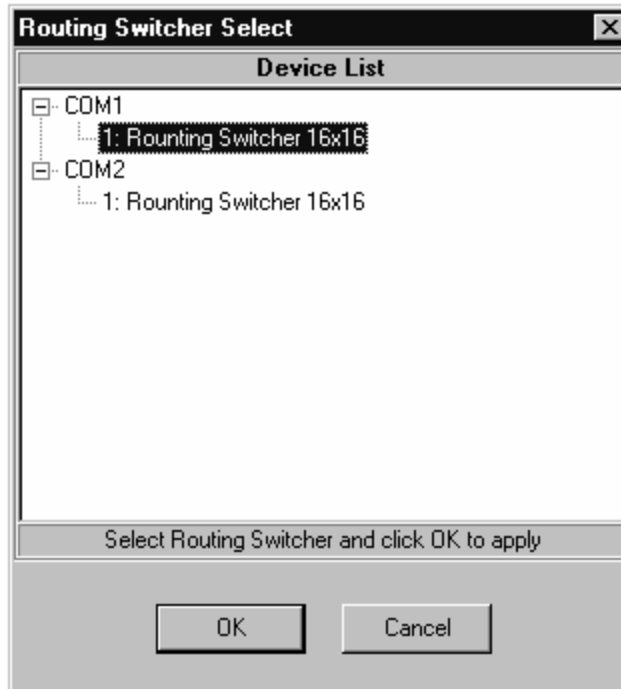 Routing Switcher Select
Device List
COM1
1: Rounting Switcher 16x16
COM2
1: Rounting Switcher 16x16
Select Routing Switcher and click OK to apply
OK Cancel